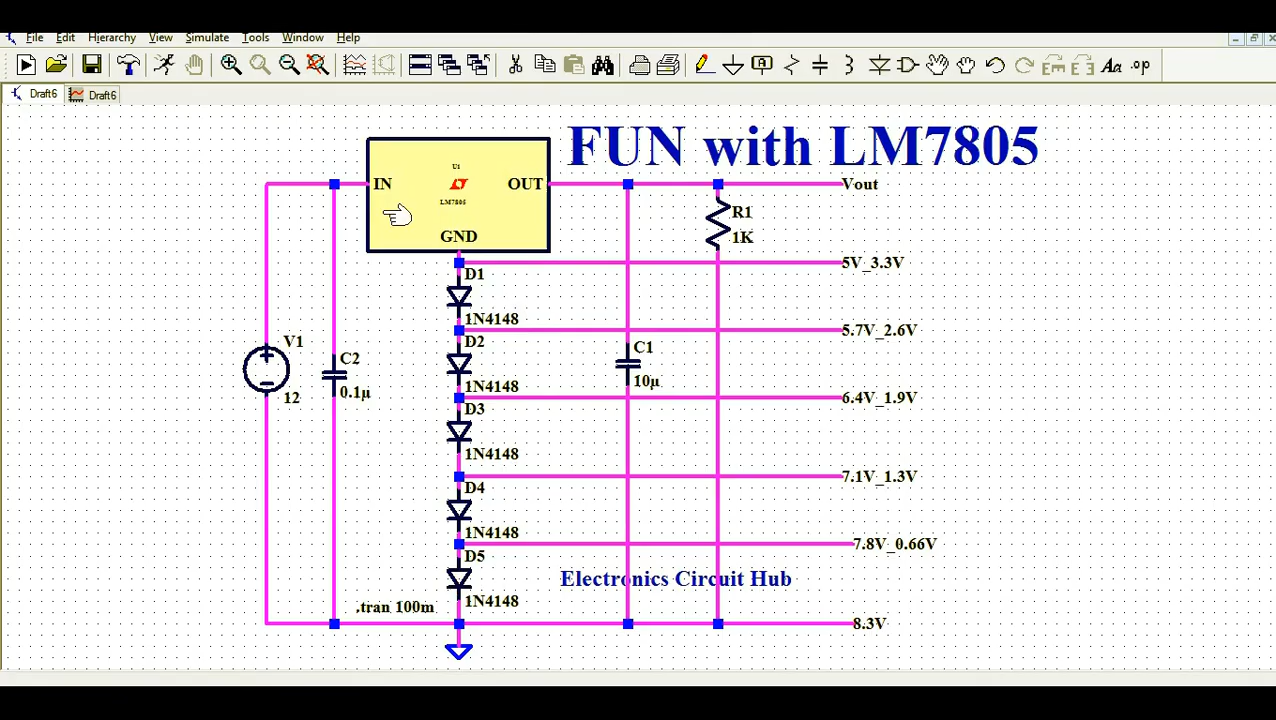 File Edit Hierarchy View Simulate Tools Window Help
.op
Draft6 Draft6
FUN with LM7805
U1
IN OUT Vout
LM7805
R1
GND 1K
5V_3.3V
D1
1N4148
5.7V_2.6V
V1 D2
C2 C1
1N4148 10µ
12 0.1µ
6.4V_1.9V
D3
1N4148
7.1V_1.3V
D4
1N4148
7.8V_0.66V
D5
Electronics Circuit Hub
1N4148
.tran 100m
8.3V